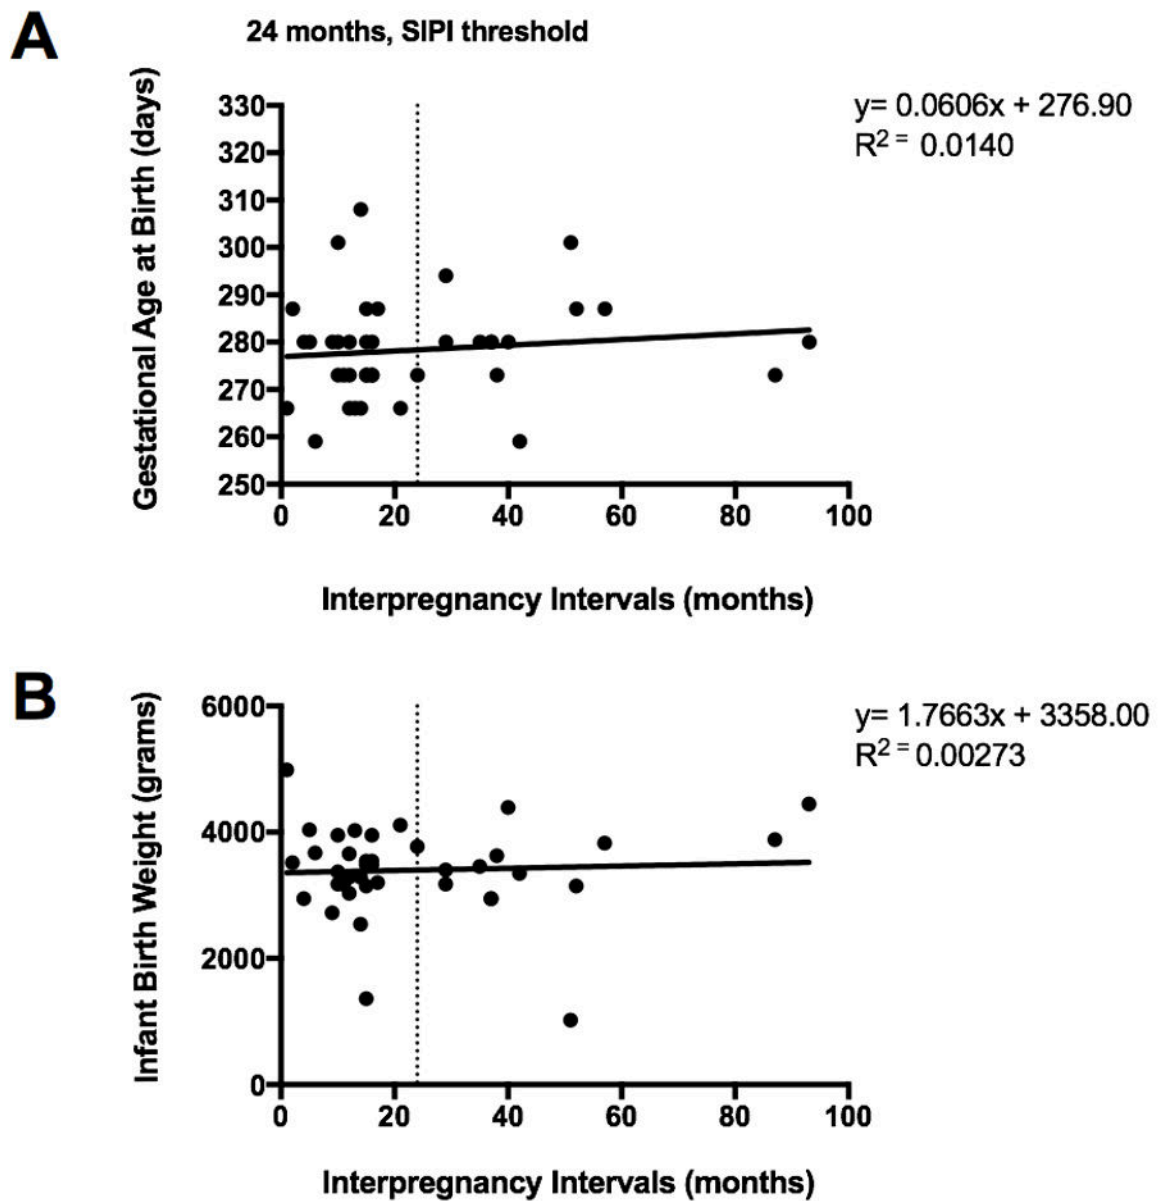 A
24 months, SIPI threshold
y= 0.0606x + 276.90
R² = 0.0140
Gestational Age at Birth (days)
330
320
310
300
290
280
270
260
250
0 20 40 60 80 100
Interpregnancy Intervals (months)
B
y= 1.7663x + 3358.00
R² = 0.00273
Infant Birth Weight (grams)
6000
4000
2000
0
0 20 40 60 80 100
Interpregnancy Intervals (months)